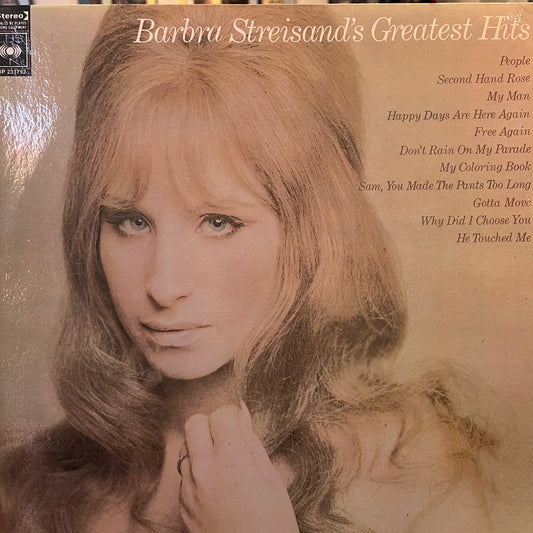 Stereo
Barbra Streisand's Greatest Hits
People
Second Hand Rose
My Man
Happy Days Are Here Again
Free Again
Don't Rain On My Parade
My Coloring Book
Sam, You Made The Pants Too Long
Gotta Move
Why Did I Choose You
He Touched Me